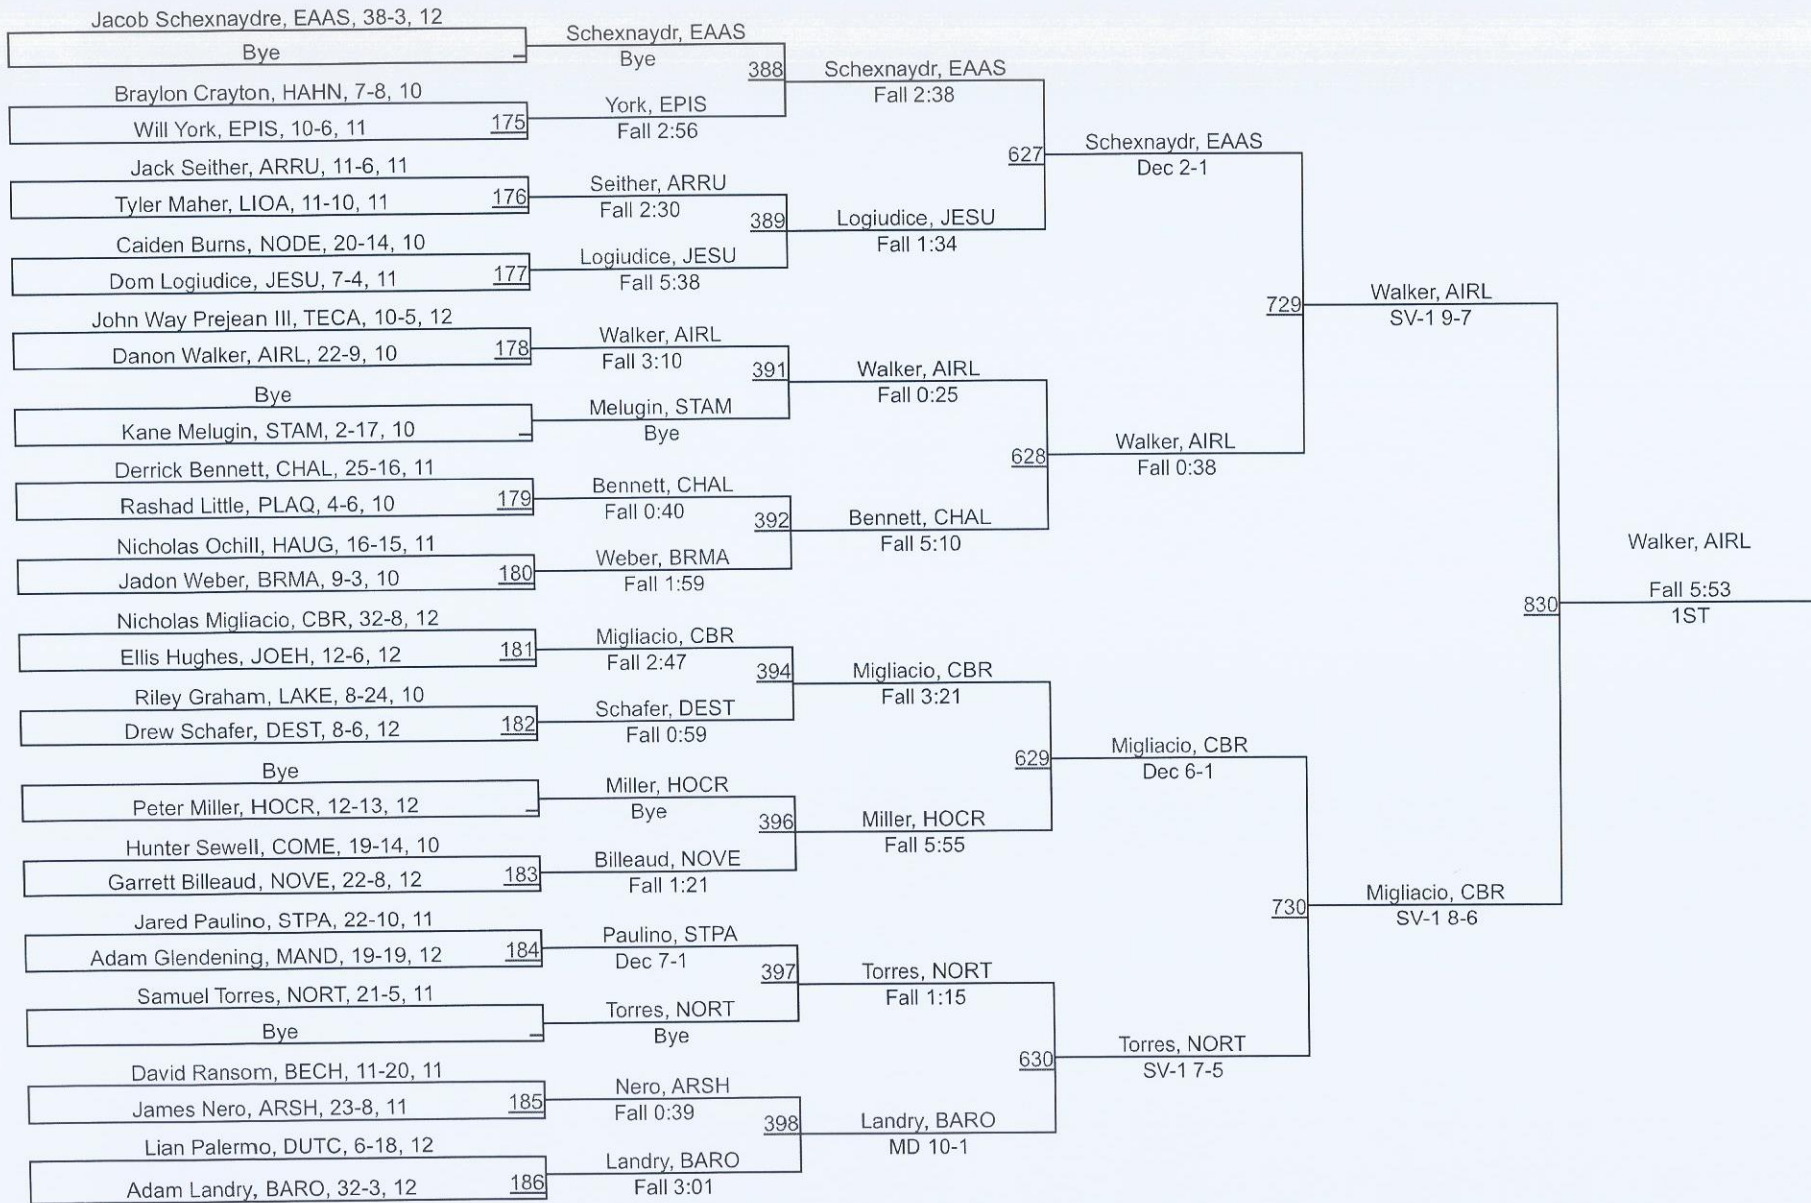 Jacob Schexnaydre, EAAS, 38-3, 12
Bye
Braylon Crayton, HAHN, 7-8, 10
Will York, EPIS, 10-6, 11
175
Jack Seither, ARRU, 11-6, 11
Tyler Maher, LIOA, 11-10, 11
176
Caiden Burns, NODE, 20-14, 10
Dom Logiudice, JESU, 7-4, 11
177
John Way Prejean III, TECA, 10-5, 12
Danon Walker, AIRL, 22-9, 10
178
Bye
Kane Melugin, STAM, 2-17, 10
Derrick Bennett, CHAL, 25-16, 11
Rashad Little, PLAQ, 4-6, 10
179
Nicholas Ochill, HAUG, 16-15, 11
Jadon Weber, BRMA, 9-3, 10
180
Nicholas Migliacio, CBR, 32-8, 12
Ellis Hughes, JOEH, 12-6, 12
181
Riley Graham, LAKE, 8-24, 10
Drew Schafer, DEST, 8-6, 12
182
Bye
Peter Miller, HOCR, 12-13, 12
Hunter Sewell, COME, 19-14, 10
Garrett Billeaud, NOVE, 22-8, 12
183
Jared Paulino, STPA, 22-10, 11
Adam Glendening, MAND, 19-19, 12
184
Samuel Torres, NORT, 21-5, 11
Bye
David Ransom, BECH, 11-20, 11
James Nero, ARSH, 23-8, 11
185
Lian Palermo, DUTC, 6-18, 12
Adam Landry, BARO, 32-3, 12
186
Schexnaydr, EAAS
Bye
388
York, EPIS
Fall 2:56
Seither, ARRU
Fall 2:30
389
Logiudice, JESU
Fall 5:38
Walker, AIRL
Fall 3:10
391
Melugin, STAM
Bye
Bennett, CHAL
Fall 0:40
392
Weber, BRMA
Fall 1:59
Migliacio, CBR
Fall 2:47
394
Schafer, DEST
Fall 0:59
Miller, HOCR
Bye
396
Billeaud, NOVE
Fall 1:21
Paulino, STPA
Dec 7-1
397
Torres, NORT
Bye
Nero, ARSH
Fall 0:39
398
Landry, BARO
Fall 3:01
Schexnaydr, EAAS
Fall 2:38
627
Logiudice, JESU
Fall 1:34
Walker, AIRL
Fall 0:25
628
Bennett, CHAL
Fall 5:10
Migliacio, CBR
Fall 3:21
629
Miller, HOCR
Fall 5:55
Torres, NORT
Fall 1:15
630
Landry, BARO
MD 10-1
Schexnaydr, EAAS
Dec 2-1
729
Walker, AIRL
Fall 0:38
Migliacio, CBR
Dec 6-1
730
Torres, NORT
SV-1 7-5
Walker, AIRL
SV-1 9-7
830
Migliacio, CBR
SV-1 8-6
Walker, AIRL
Fall 5:53
1ST